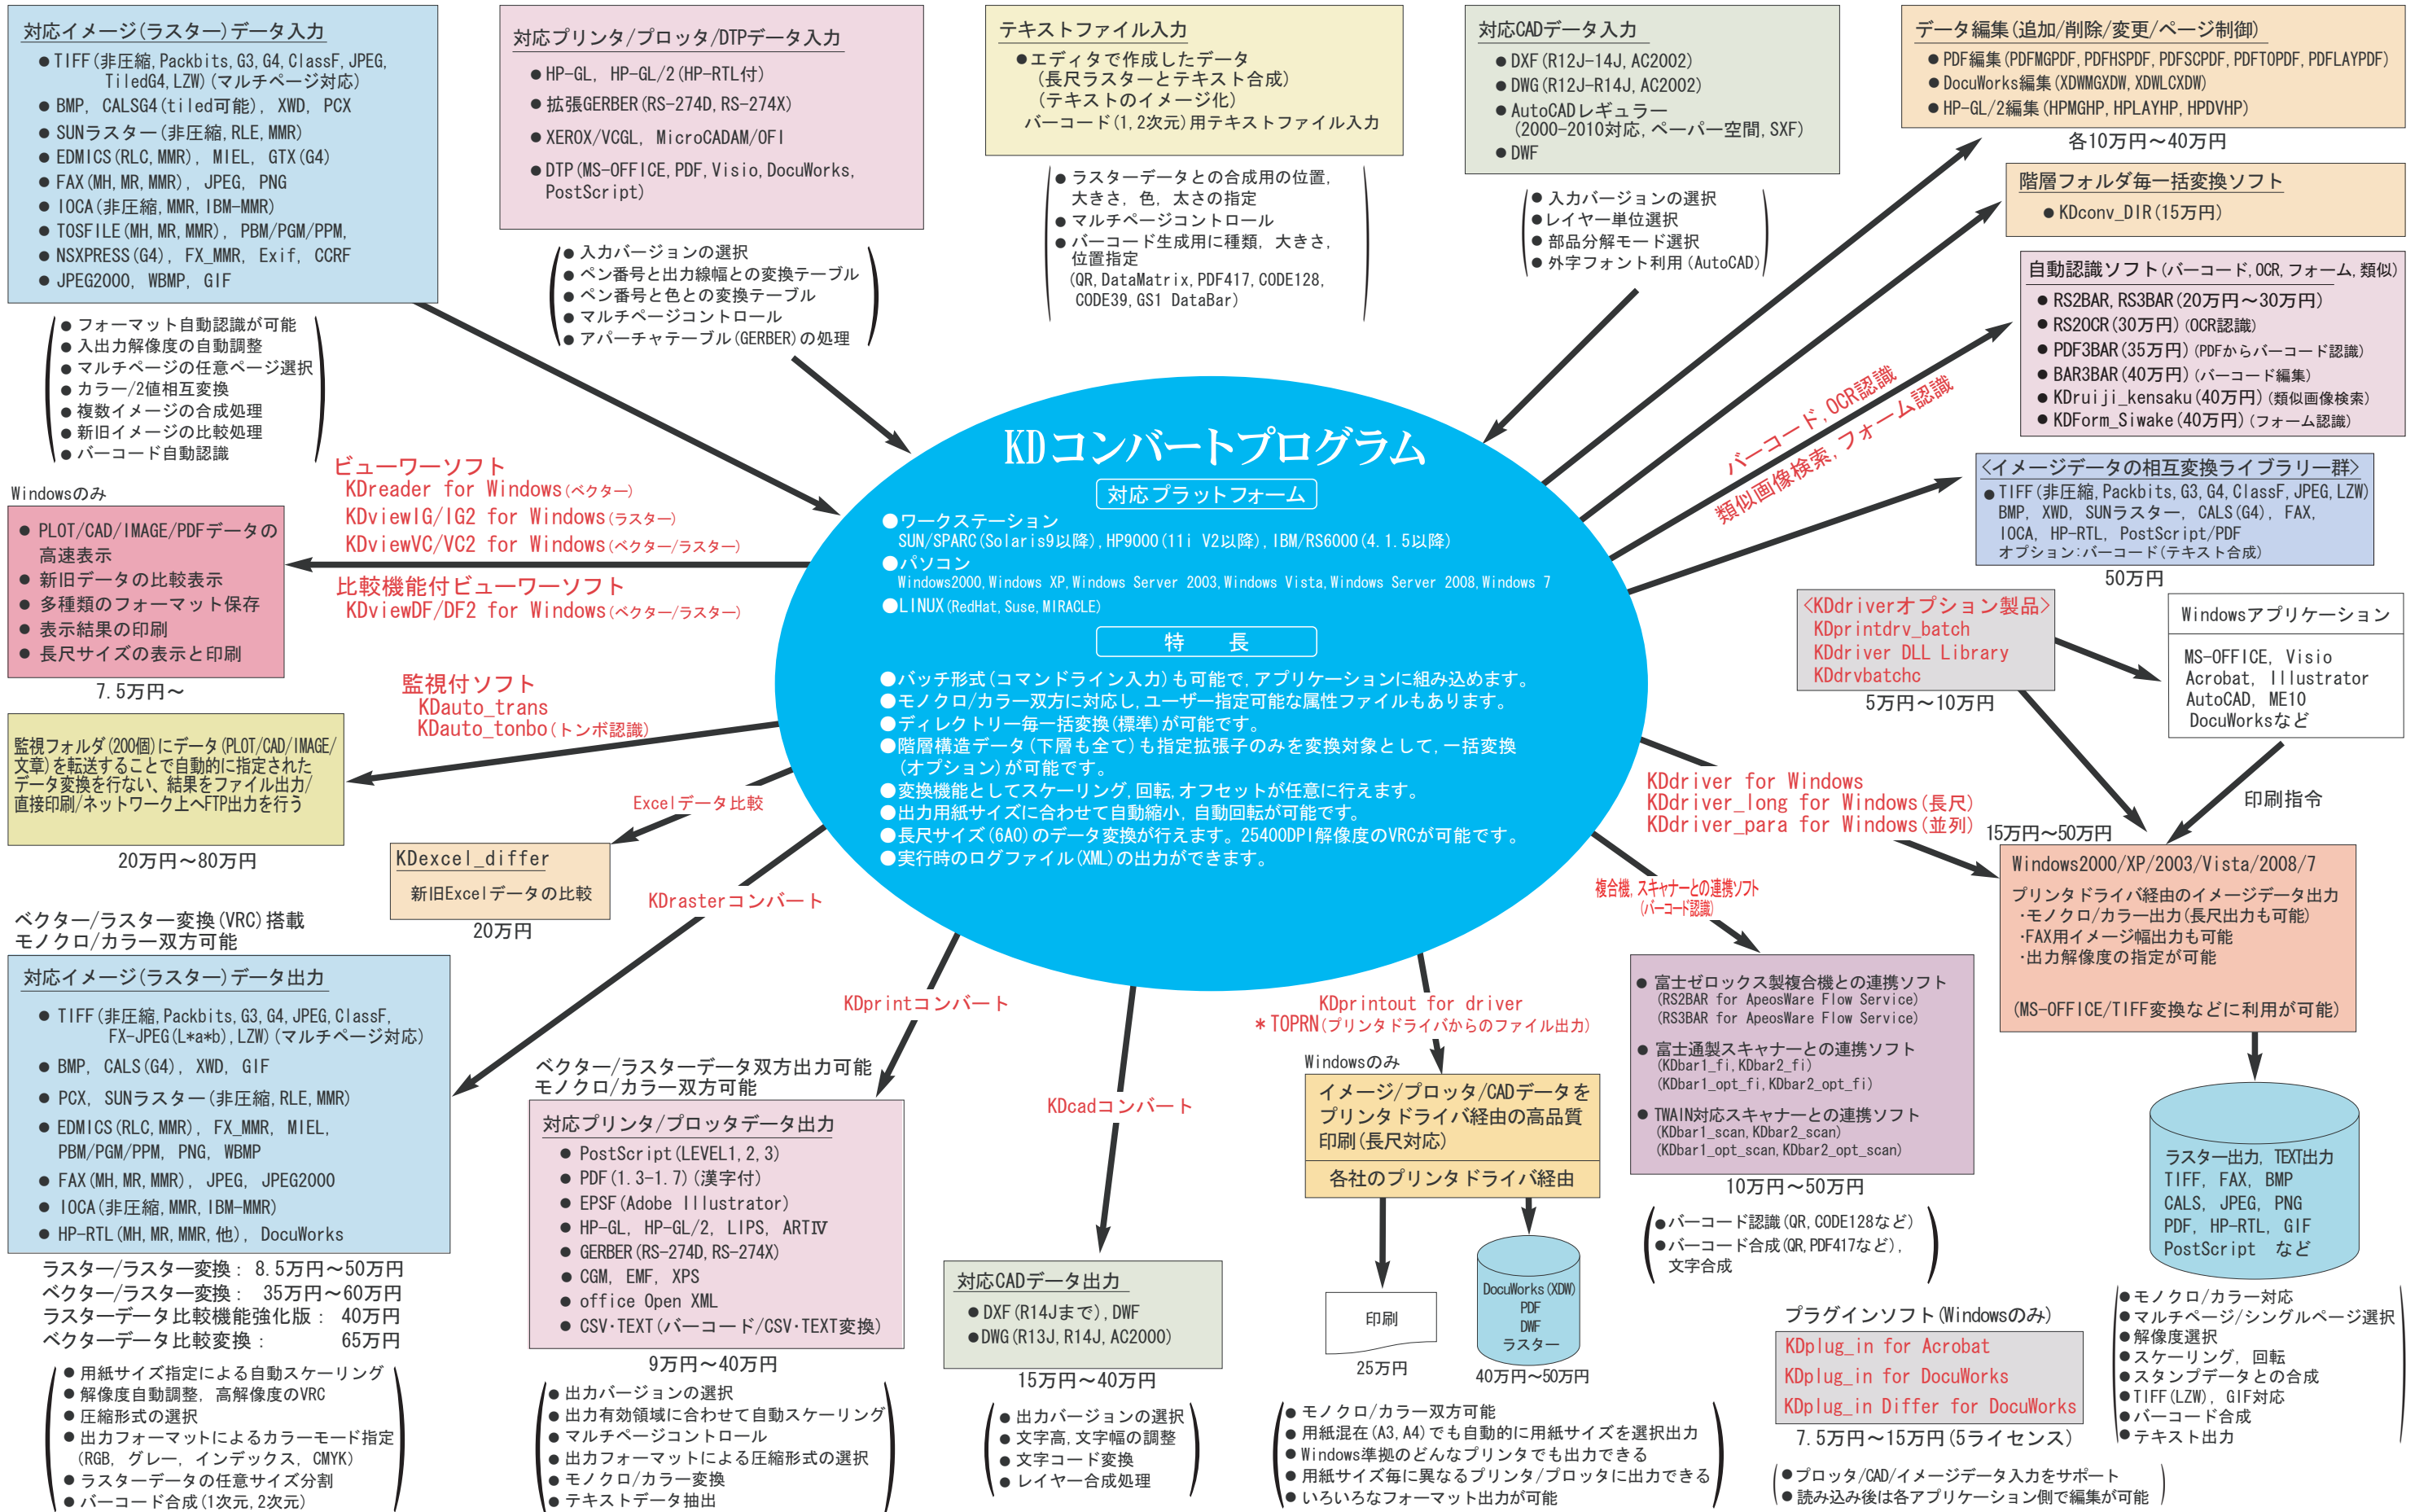 対応イメージ(ラスター)データ入力
●TIFF(非圧縮,Packbits,G3,G4,ClassF,JPEG,
TiledG4,LZW)(マルチページ対応)
●BMP, CALSG4(tiled可能), XWD, PCX
●SUNラスター(非圧縮,RLE,MMR)
●EDMICS(RLC,MMR), MIEL, GTX(G4)
●FAX(MH,MR,MMR), JPEG, PNG
●IOCA(非圧縮,MMR,IBM-MMR)
●TOSFILE(MH,MR,MMR), PBM/PGM/PPM,
●NSXPRESS(G4), FX_MMR, Exif, CCRF
●JPEG2000, WBMP, GIF
●フォーマット自動認識が可能
●入出力解像度の自動調整
●マルチページの任意ページ選択
●カラー/2値相互変換
●複数イメージの合成処理
●新旧イメージの比較処理
●バーコード自動認識
対応プリンタ/プロッタ/DTPデータ入力
●HP-GL, HP-GL/2(HP-RTL付)
●拡張GERBER(RS-274D,RS-274X)
●XEROX/VCGL, MicroCADAM/OFI
●DTP(MS-OFFICE,PDF,Visio,DocuWorks,
PostScript)
●入力バージョンの選択
●ペン番号と出力線幅との変換テーブル
●ペン番号と色との変換テーブル
●マルチページコントロール
●アパーチャテーブル(GERBER)の処理
テキストファイル入力
●エディタで作成したデータ
(長尺ラスターとテキスト合成)
(テキストのイメージ化)
バーコード(1,2次元)用テキストファイル入力
●ラスターデータとの合成用の位置,
大きさ, 色, 太さの指定
●マルチページコントロール
●バーコード生成用に種類, 大きさ,
位置指定
(QR,DataMatrix,PDF417,CODE128,
CODE39,GS1 DataBar)
対応CADデータ入力
●DXF(R12J-14J,AC2002)
●DWG(R12J-R14J,AC2002)
●AutoCADレギュラー
(2000-2010対応,ペーパー空間,SXF)
●DWF
●入力バージョンの選択
●レイヤー単位選択
●部品分解モード選択
●外字フォント利用(AutoCAD)
データ編集(追加/削除/変更/ページ制御)
●PDF編集(PDFMGPDF,PDFHSPDF,PDFSCPDF,PDFTOPDF,PDFLAYPDF)
●DocuWorks編集(XDWMGXDW,XDWLCXDW)
●HP-GL/2編集(HPMGHP,HPLAYHP,HPDVHP)
各10万円～40万円
階層フォルダ毎一括変換ソフト
●KDconv_DIR(15万円)
自動認識ソフト(バーコード,OCR,フォーム,類似)
●RS2BAR,RS3BAR(20万円～30万円)
●RS2OCR(30万円)(OCR認識)
●PDF3BAR(35万円)(PDFからバーコード認識)
●BAR3BAR(40万円)(バーコード編集)
●KDruiji_kensaku(40万円)(類似画像検索)
●KDForm_Siwake(40万円)(フォーム認識)
バーコード,OCR認識
類似画像検索,フォーム認識
<イメージデータの相互変換ライブラリー群>
●TIFF(非圧縮,Packbits,G3,G4,ClassF,JPEG,LZW)
BMP, XWD, SUNラスター, CALS(G4), FAX,
IOCA, HP-RTL, PostScript/PDF
オプション:バーコード(テキスト合成)
50万円
KDコンバートプログラム
対応プラットフォーム
●ワークステーション
SUN/SPARC(Solaris9以降),HP9000(11i V2以降),IBM/RS6000(4.1.5以降)
●パソコン
Windows2000,Windows XP,Windows Server 2003,Windows Vista,Windows Server 2008,Windows 7
●LINUX(RedHat,Suse,MIRACLE)
特　長
●バッチ形式(コマンドライン入力)も可能で,アプリケーションに組み込めます。
●モノクロ/カラー双方に対応し,ユーザー指定可能な属性ファイルもあります。
●ディレクトリー毎一括変換(標準)が可能です。
●階層構造データ(下層も全て)も指定拡張子のみを変換対象として,一括変換
(オプション)が可能です。
●変換機能としてスケーリング,回転,オフセットが任意に行えます。
●出力用紙サイズに合わせて自動縮小,自動回転が可能です。
●長尺サイズ(6A0)のデータ変換が行えます。25400DPI解像度のVRCが可能です。
●実行時のログファイル(XML)の出力ができます。
ビューワーソフト
KDreader for Windows(ベクター)
KDviewIG/IG2 for Windows(ラスター)
KDviewVC/VC2 for Windows(ベクター/ラスター)
比較機能付ビューワーソフト
KDviewDF/DF2 for Windows(ベクター/ラスター)
Windowsのみ
●PLOT/CAD/IMAGE/PDFデータの
高速表示
●新旧データの比較表示
●多種類のフォーマット保存
●表示結果の印刷
●長尺サイズの表示と印刷
7.5万円～
監視付ソフト
KDauto_trans
KDauto_tonbo(トンボ認識)
監視フォルダ(200個)にデータ(PLOT/CAD/IMAGE/
文章)を転送することで自動的に指定された
データ変換を行ない、結果をファイル出力/
直接印刷/ネットワーク上へFTP出力を行う
20万円～80万円
Excelデータ比較
KDexcel_differ
新旧Excelデータの比較
20万円
KDrasterコンバート
ベクター/ラスター変換(VRC)搭載
モノクロ/カラー双方可能
対応イメージ(ラスター)データ出力
●TIFF(非圧縮,Packbits,G3,G4,JPEG,ClassF,
FX-JPEG(L*a*b),LZW)(マルチページ対応)
●BMP, CALS(G4), XWD, GIF
●PCX, SUNラスター(非圧縮,RLE,MMR)
●EDMICS(RLC,MMR), FX_MMR, MIEL,
PBM/PGM/PPM, PNG, WBMP
●FAX(MH,MR,MMR), JPEG, JPEG2000
●IOCA(非圧縮,MMR,IBM-MMR)
●HP-RTL(MH,MR,MMR,他), DocuWorks
ラスター/ラスター変換: 8.5万円～50万円
ベクター/ラスター変換: 35万円～60万円
ラスターデータ比較機能強化版: 40万円
ベクターデータ比較変換: 65万円
●用紙サイズ指定による自動スケーリング
●解像度自動調整, 高解像度のVRC
●圧縮形式の選択
●出力フォーマットによるカラーモード指定
(RGB, グレー, インデックス, CMYK)
●ラスターデータの任意サイズ分割
●バーコード合成(1次元,2次元)
KDprintコンバート
ベクター/ラスターデータ双方出力可能
モノクロ/カラー双方可能
対応プリンタ/プロッタデータ出力
●PostScript(LEVEL1,2,3)
●PDF(1.3-1.7)(漢字付)
●EPSF(Adobe Illustrator)
●HP-GL, HP-GL/2, LIPS, ARTⅣ
●GERBER(RS-274D,RS-274X)
●CGM, EMF, XPS
●office Open XML
●CSV･TEXT(バーコード/CSV･TEXT変換)
9万円～40万円
●出力バージョンの選択
●出力有効領域に合わせて自動スケーリング
●マルチページコントロール
●出力フォーマットによる圧縮形式の選択
●モノクロ/カラー変換
●テキストデータ抽出
KDcadコンバート
対応CADデータ出力
●DXF(R14Jまで),DWF
●DWG(R13J,R14J,AC2000)
15万円～40万円
●出力バージョンの選択
●文字高,文字幅の調整
●文字コード変換
●レイヤー合成処理
KDprintout for driver
*TOPRN(プリンタドライバからのファイル出力)
Windowsのみ
イメージ/プロッタ/CADデータを
プリンタドライバ経由の高品質
印刷(長尺対応)
各社のプリンタドライバ経由
印刷
25万円
DocuWorks(XDW)
PDF
DWF
ラスター
40万円～50万円
●モノクロ/カラー双方可能
●用紙混在(A3,A4)でも自動的に用紙サイズを選択出力
●Windows準拠のどんなプリンタでも出力できる
●用紙サイズ毎に異なるプリンタ/プロッタに出力できる
●いろいろなフォーマット出力が可能
複合機,スキャナーとの連携ソフト
(バーコード認識)
●富士ゼロックス製複合機との連携ソフト
(RS2BAR for ApeosWare Flow Service)
(RS3BAR for ApeosWare Flow Service)
●富士通製スキャナーとの連携ソフト
(KDbar1_fi,KDbar2_fi)
(KDbar1_opt_fi,KDbar2_opt_fi)
●TWAIN対応スキャナーとの連携ソフト
(KDbar1_scan,KDbar2_scan)
(KDbar1_opt_scan,KDbar2_opt_scan)
10万円～50万円
●バーコード認識(QR,CODE128など)
●バーコード合成(QR,PDF417など),
文字合成
プラグインソフト(Windowsのみ)
KDplug_in for Acrobat
KDplug_in for DocuWorks
KDplug_in Differ for DocuWorks
7.5万円～15万円(5ライセンス)
●プロッタ/CAD/イメージデータ入力をサポート
●読み込み後は各アプリケーション側で編集が可能
<KDdriverオプション製品>
KDprintdrv_batch
KDdriver DLL Library
KDdrvbatchc
5万円～10万円
Windowsアプリケーション
MS-OFFICE, Visio
Acrobat, Illustrator
AutoCAD, ME10
DocuWorksなど
印刷指令
KDdriver for Windows
KDdriver_long for Windows(長尺)
KDdriver_para for Windows(並列)
15万円～50万円
Windows2000/XP/2003/Vista/2008/7
プリンタドライバ経由のイメージデータ出力
･モノクロ/カラー出力(長尺出力も可能)
･FAX用イメージ幅出力も可能
･出力解像度の指定が可能
(MS-OFFICE/TIFF変換などに利用が可能)
ラスター出力, TEXT出力
TIFF, FAX, BMP
CALS, JPEG, PNG
PDF, HP-RTL, GIF
PostScript など
●モノクロ/カラー対応
●マルチページ/シングルページ選択
●解像度選択
●スケーリング, 回転
●スタンプデータとの合成
●TIFF(LZW), GIF対応
●バーコード合成
●テキスト出力